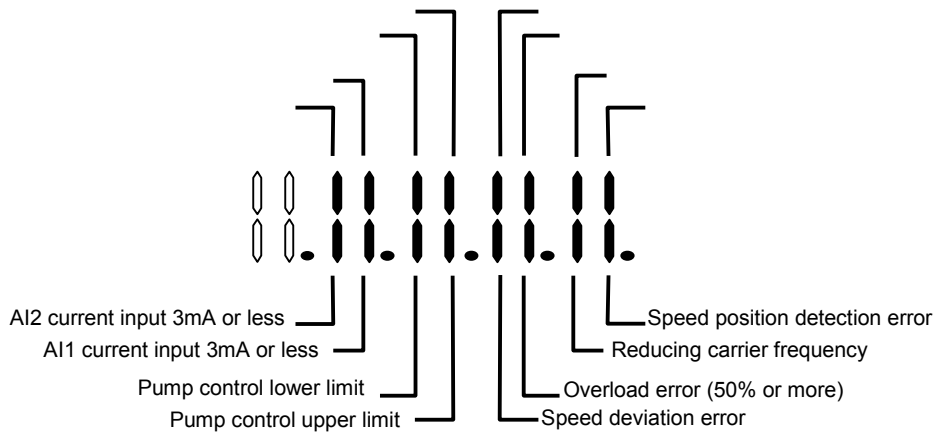 AI2 current input 3mA or less
Speed position detection error
AI1 current input 3mA or less
Reducing carrier frequency
Pump control lower limit
Overload error (50% or more)
Pump control upper limit
Speed deviation error